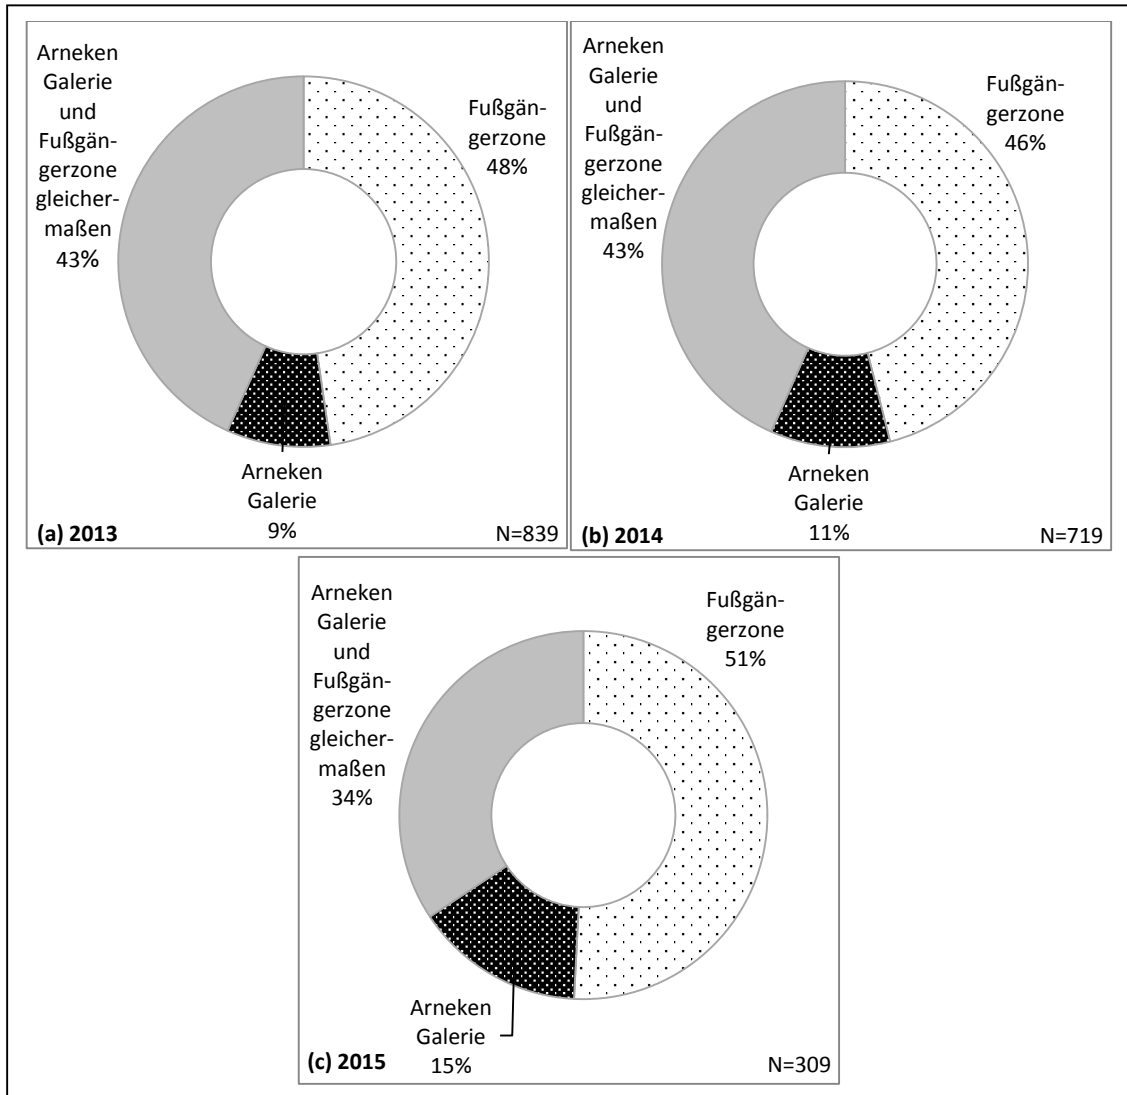 Arneken
Galerie
und
Fußgän-
gerzone
gleicher-
maßen
43%
Fußgän-
gerzone
48%
Arneken
Galerie
9%
(a) 2013
N=839
Arneken
Galerie
und
Fußgän-
gerzone
gleicher-
maßen
43%
Fußgän-
gerzone
46%
Arneken
Galerie
11%
(b) 2014
N=719
Arneken
Galerie
und
Fußgän-
gerzone
gleicher-
maßen
34%
Fußgän-
gerzone
51%
Arneken
Galerie
15%
(c) 2015
N=309